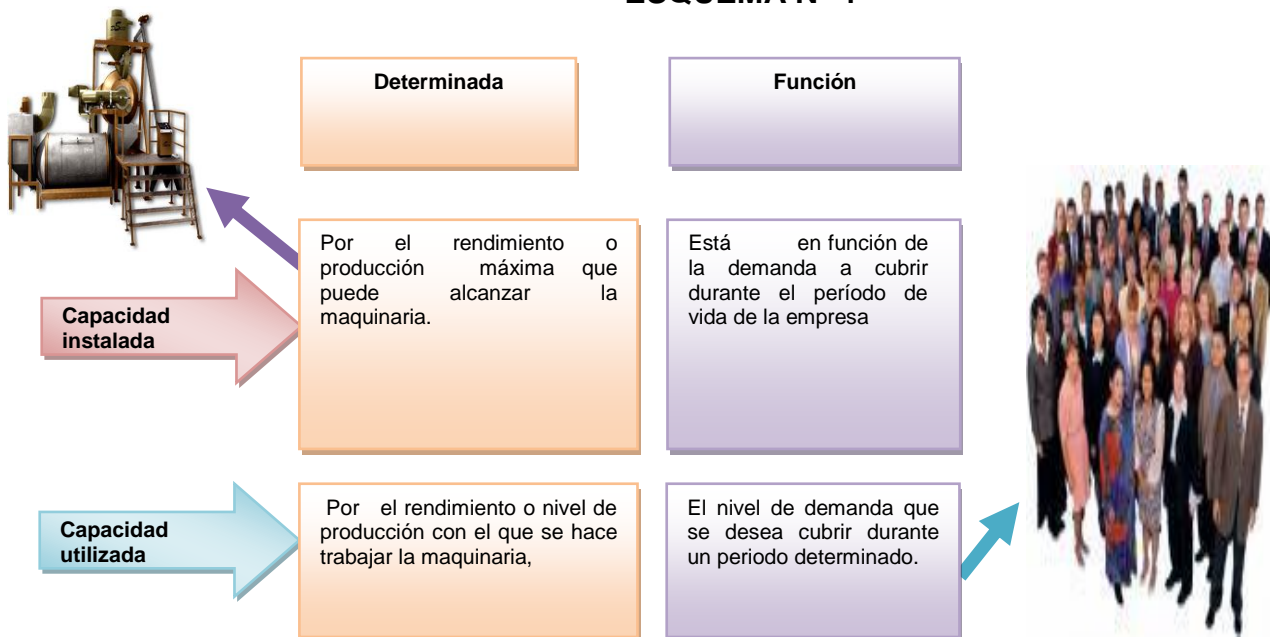 Determinada
Función
Capacidad
instalada
Por el rendimiento o
producción máxima que
puede alcanzar la
maquinaria.
Está en función de
la demanda a cubrir
durante el período de
vida de la empresa
Capacidad
utilizada
Por el rendimiento o nivel de
producción con el que se hace
trabajar la maquinaria,
El nivel de demanda que
se desea cubrir durante
un periodo determinado.